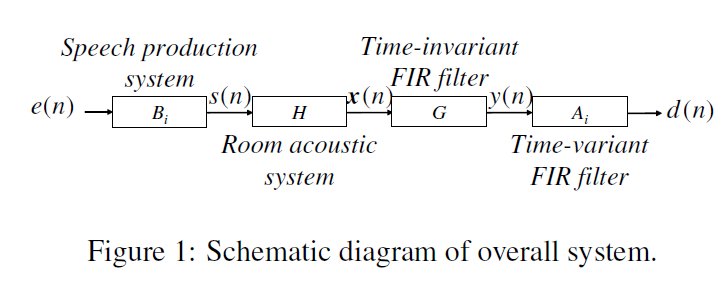 Speech production
system
Time-invariant
FIR filter
e(n) B_i s(n) H x(n) G y(n) A_i d(n)
Room acoustic
system
Time-variant
FIR filter
Figure 1: Schematic diagram of overall system.